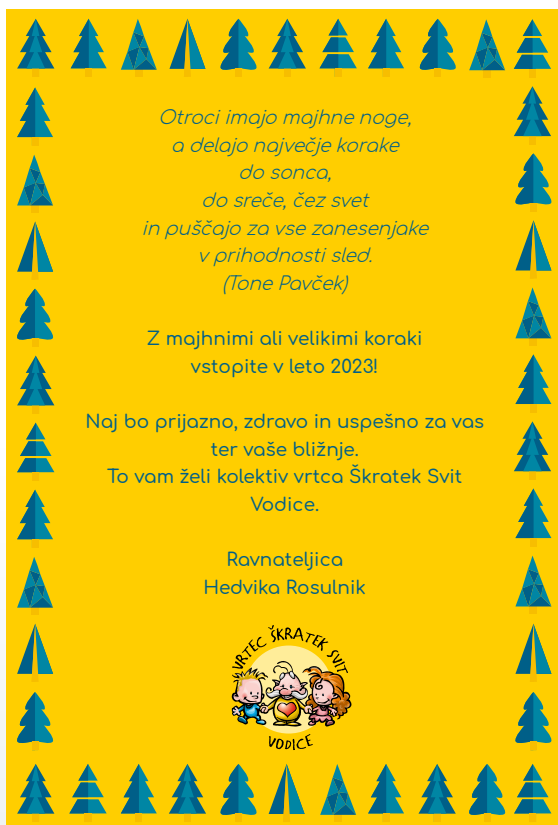 Otroci imajo majhne noge,
a delajo največje korake
do sonca,
do sreče, čez svet
in puščajo za vse zanesenjake
v prihodnosti sled.
(Tone Pavček)
Z majhnimi ali velikimi koraki
vstopite v leto 2023!
Naj bo prijazno, zdravo in uspešno za vas
ter vaše bližnje.
To vam želi kolektiv vrtca Škratek Svit
Vodice.
Ravnateljica
Hedvika Rosulnik
VRTEC ŠKRATEK SVIT
VODICE